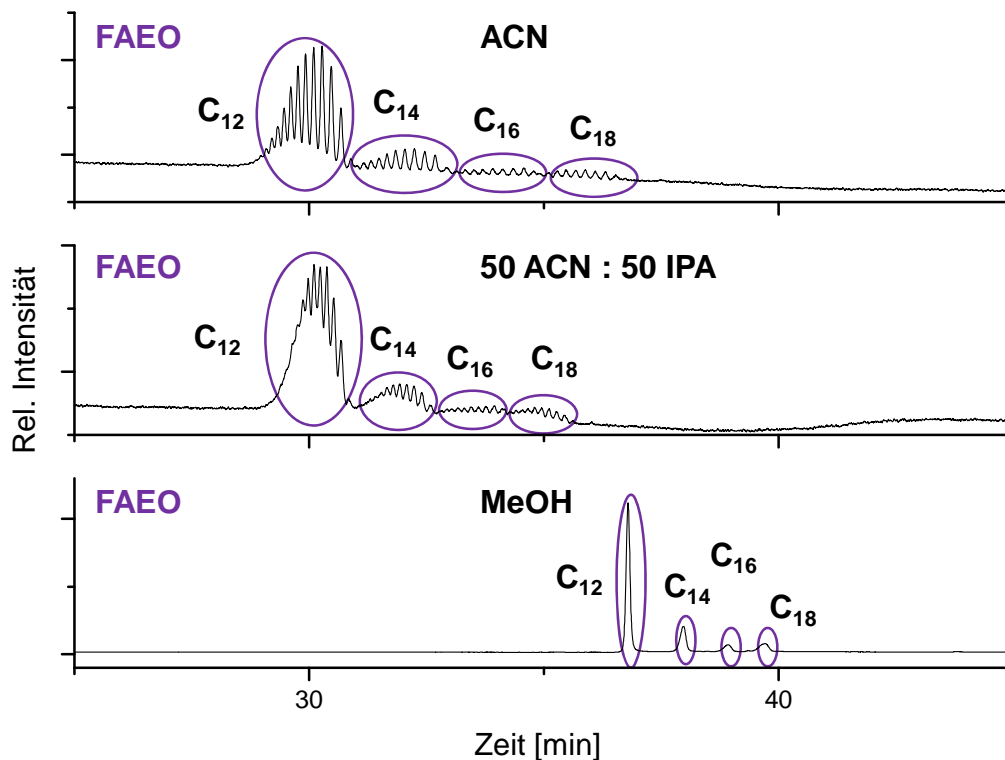 FAEO ACN
C₁₂ C₁₄ C₁₆ C₁₈
FAEO 50 ACN : 50 IPA
C₁₂ C₁₄ C₁₆ C₁₈
Rel. Intensität
FAEO MeOH
C₁₂ C₁₄ C₁₆ C₁₈
30 40
Zeit [min]